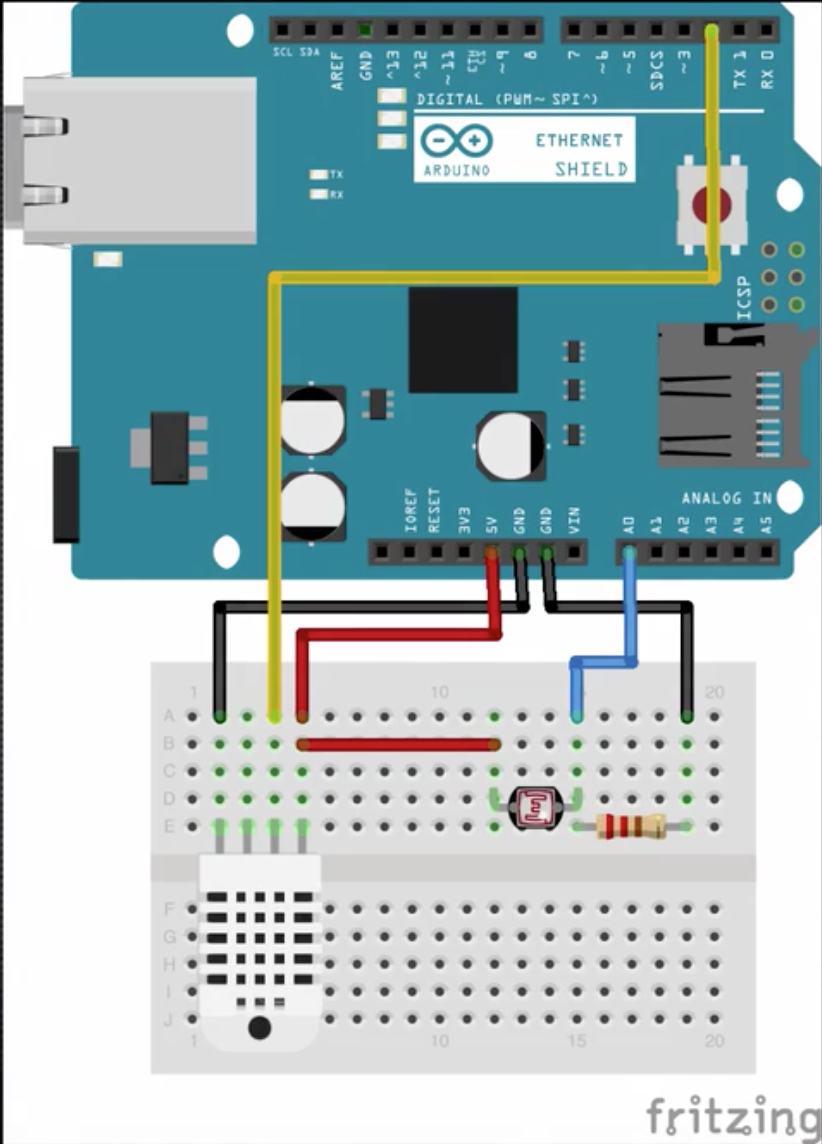 SCL SDA AREF GND ^13 ^12 ~11 ~9 8 7 ~6 ~5 SDCS ~3 TX 1 RX 0
DIGITAL (PWM~ SPI^)
ETHERNET
SHIELD
ARDUINO
TX
RX
ICSP
ANALOG IN
IOREF RESET 3V3 5V GND GND VIN A0 A1 A2 A3 A4 A5
1 10 20
A
B
C
D
E
F
G
H
I
J
1 10 15 20
fritzing